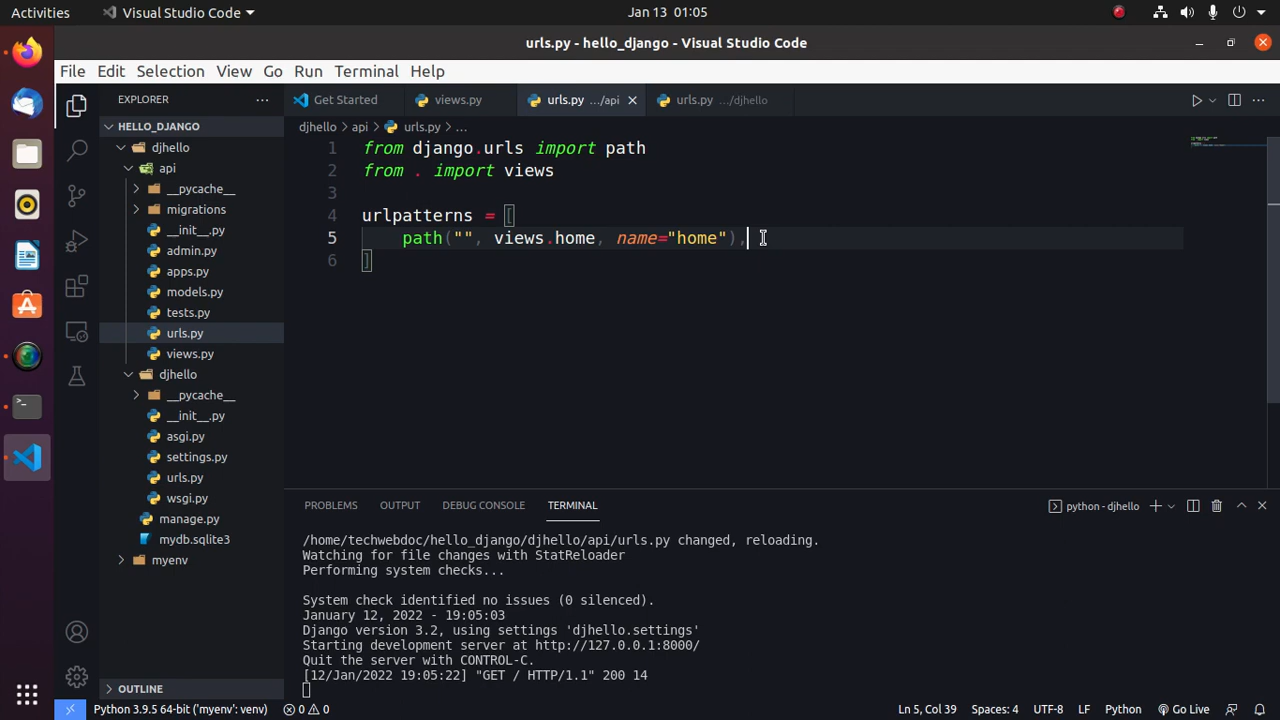 Activities
Visual Studio Code
Jan 13 01:05
urls.py - hello_django - Visual Studio Code
File Edit Selection View Go Run Terminal Help
EXPLORER
Get Started
views.py
urls.py .../api
urls.py .../djhello
HELLO_DJANGO
djhello
api
__pycache__
migrations
__init__.py
admin.py
apps.py
models.py
tests.py
urls.py
views.py
djhello
__pycache__
__init__.py
asgi.py
settings.py
urls.py
wsgi.py
manage.py
mydb.sqlite3
myenv
OUTLINE
djhello > api > urls.py > ...
1 from django.urls import path
2 from . import views
3
4 urlpatterns = [
5 path("", views.home, name="home"),
6 ]
PROBLEMS OUTPUT DEBUG CONSOLE TERMINAL
python - djhello
/home/techwebdoc/hello_django/djhello/api/urls.py changed, reloading.
Watching for file changes with StatReloader
Performing system checks...
System check identified no issues (0 silenced).
January 12, 2022 - 19:05:03
Django version 3.2, using settings 'djhello.settings'
Starting development server at http://127.0.0.1:8000/
Quit the server with CONTROL-C.
[12/Jan/2022 19:05:22] "GET / HTTP/1.1" 200 14
Python 3.9.5 64-bit ('myenv': venv) 0 0 Ln 5, Col 39 Spaces: 4 UTF-8 LF Python Go Live